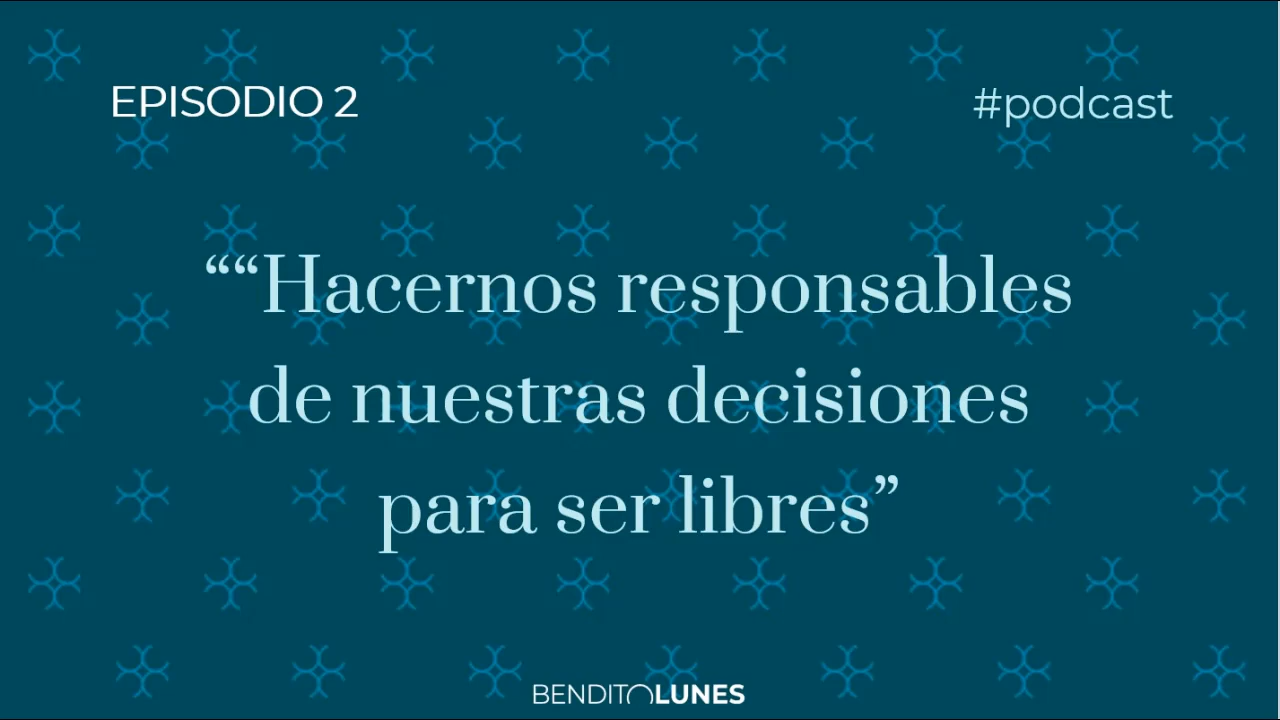 EPISODIO 2
#podcast
““Hacernos responsables
de nuestras decisiones
para ser libres”
BENDITOLUNES